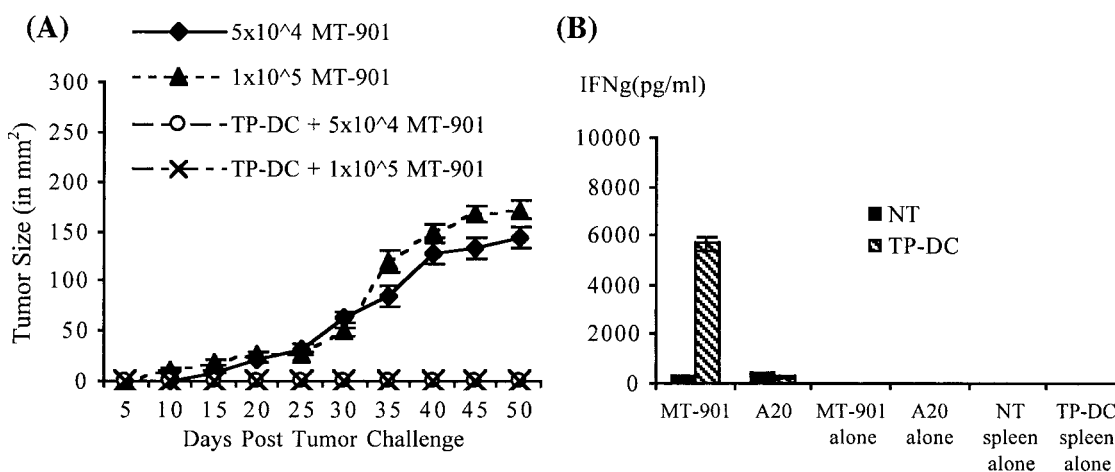 (A)
5x10^4 MT-901
1x10^5 MT-901
TP-DC + 5x10^4 MT-901
TP-DC + 1x10^5 MT-901
Tumor Size (in mm²)
300
250
200
150
100
50
0
5 10 15 20 25 30 35 40 45 50
Days Post Tumor Challenge
(B)
IFNg(pg/ml)
10000
8000
6000
4000
2000
0
NT
TP-DC
MT-901 A20 MT-901 A20 NT TP-DC
alone alone spleen spleen
alone alone